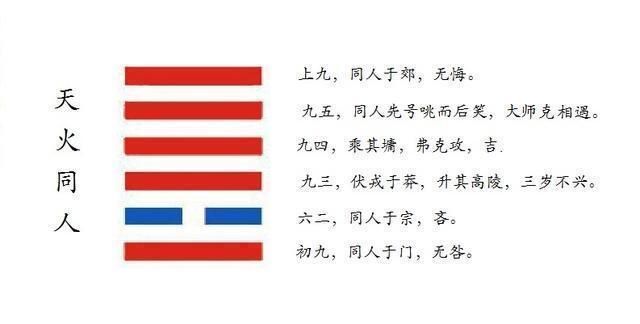 天火同人
上九，同人于郊，无悔。
九五，同人先号咷而后笑，大师克相遇。
九四，乘其墉，弗克攻，吉.
九三，伏戎于莽，升其高陵，三岁不兴。
六二，同人于宗，吝。
初九，同人于门，无咎。